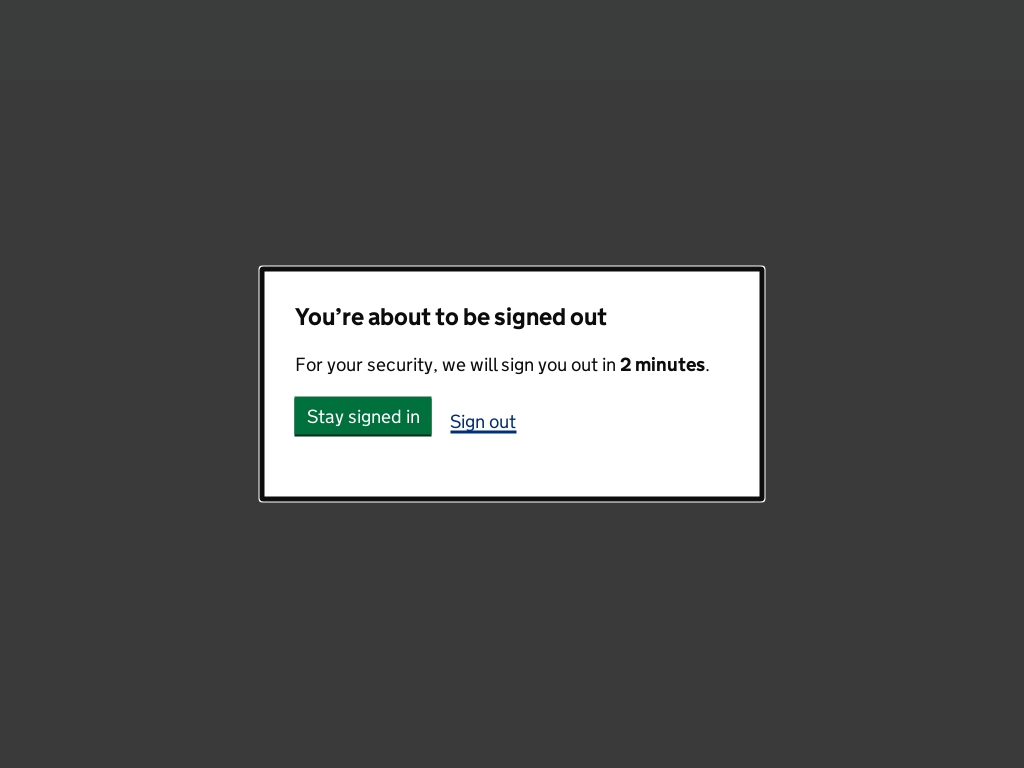 You’re about to be signed out
For your security, we will sign you out in 2 minutes.
Stay signed in
Sign out